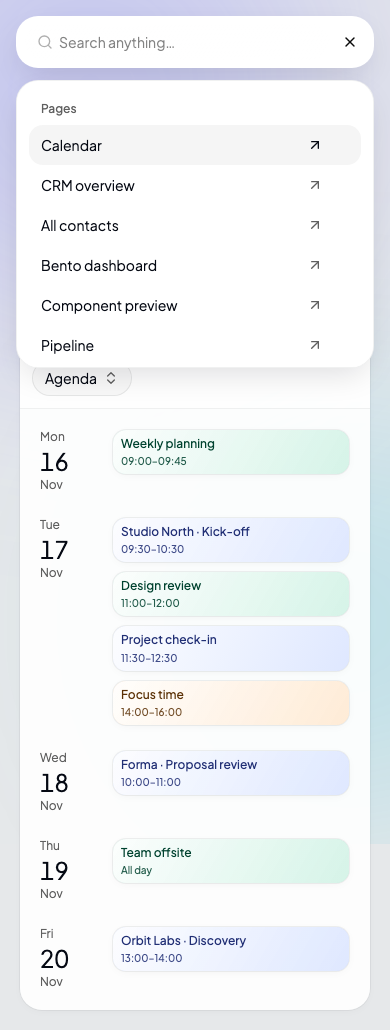 Search anything…
Pages
Calendar
CRM overview
All contacts
Bento dashboard
Component preview
Pipeline
Agenda
Mon
16
Nov
Weekly planning
09:00–09:45
Tue
17
Nov
Studio North · Kick-off
09:30–10:30
Design review
11:00–12:00
Project check-in
11:30–12:30
Focus time
14:00–16:00
Wed
18
Nov
Forma · Proposal review
10:00–11:00
Thu
19
Nov
Team offsite
All day
Fri
20
Nov
Orbit Labs · Discovery
13:00–14:00